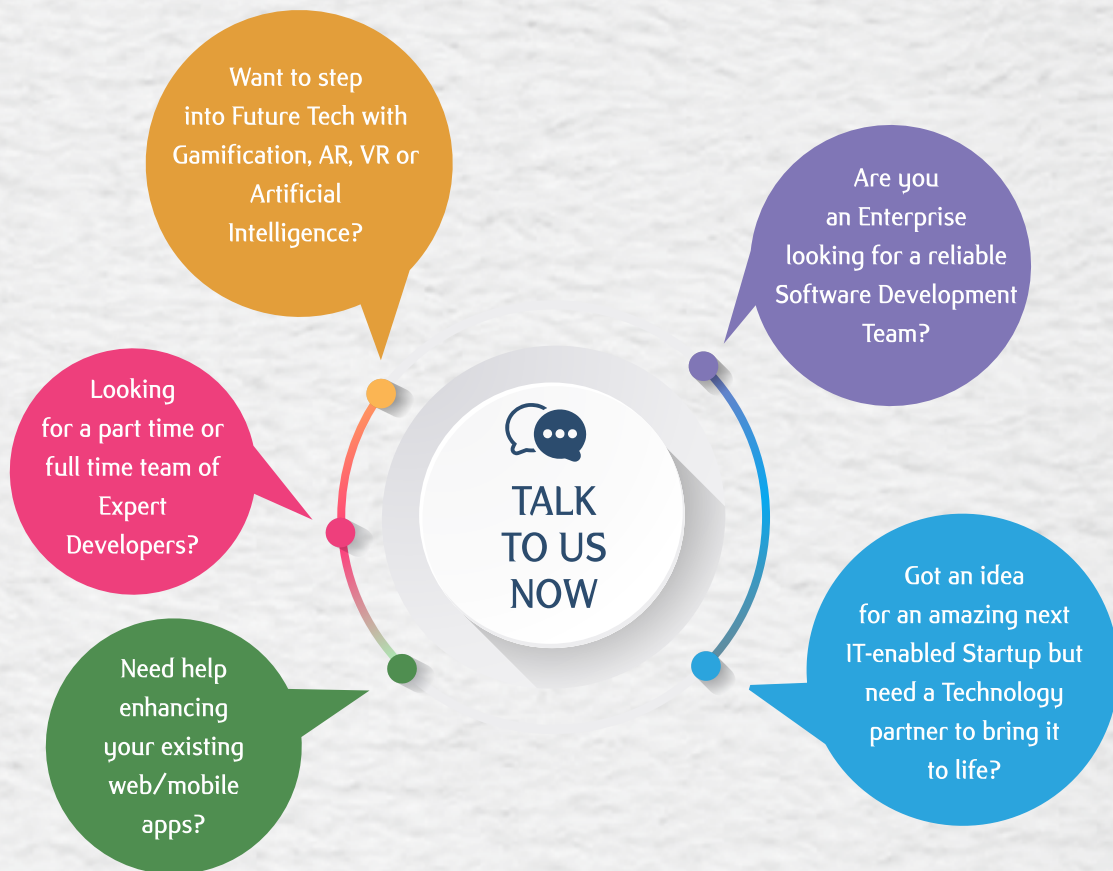 Want to step
into Future Tech with
Gamification, AR, VR or
Artificial
Intelligence?
Are you
an Enterprise
looking for a reliable
Software Development
Team?
Looking
for a part time or
full time team of
Expert
Developers?
TALK
TO US
NOW
Got an idea
for an amazing next
IT-enabled Startup but
need a Technology
partner to bring it
to life?
Need help
enhancing
your existing
web/mobile
apps?